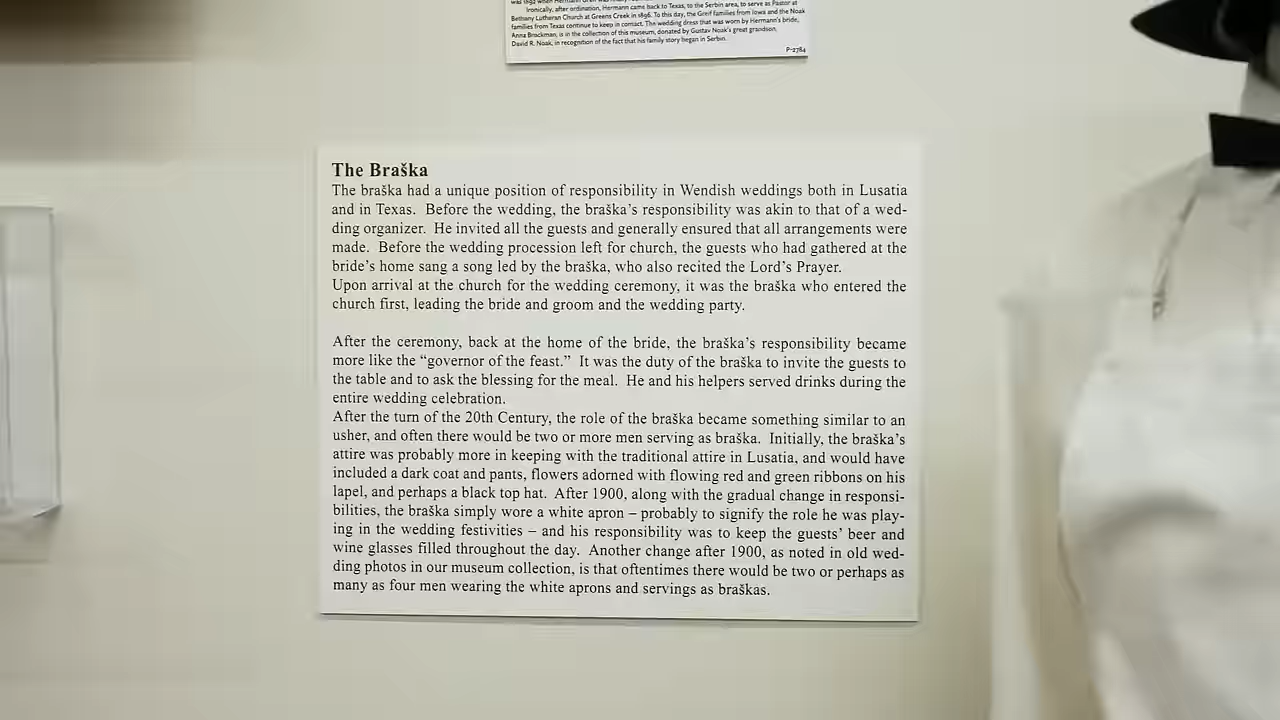 Ironically, after ordination, Hermann came back to Texas, to the Serbin area, to serve as Pastor at
Bethany Lutheran Church at Greens Creek in 1896. To this day, the Greif families from Iowa and the Noak
families from Texas continue to keep in contact. The wedding dress that was worn by Hermann's bride,
Anna Brockman, is in the collection of this museum, donated by Gustav Noak's great grandson,
David R. Noak, in recognition of the fact that his family story began in Serbin.
P-2784
The Braška
The braška had a unique position of responsibility in Wendish weddings both in Lusatia
and in Texas. Before the wedding, the braška's responsibility was akin to that of a wed-
ding organizer. He invited all the guests and generally ensured that all arrangements were
made. Before the wedding procession left for church, the guests who had gathered at the
bride's home sang a song led by the braška, who also recited the Lord's Prayer.
Upon arrival at the church for the wedding ceremony, it was the braška who entered the
church first, leading the bride and groom and the wedding party.
After the ceremony, back at the home of the bride, the braška's responsibility became
more like the “governor of the feast.” It was the duty of the braška to invite the guests to
the table and to ask the blessing for the meal. He and his helpers served drinks during the
entire wedding celebration.
After the turn of the 20th Century, the role of the braška became something similar to an
usher, and often there would be two or more men serving as braška. Initially, the braška's
attire was probably more in keeping with the traditional attire in Lusatia, and would have
included a dark coat and pants, flowers adorned with flowing red and green ribbons on his
lapel, and perhaps a black top hat. After 1900, along with the gradual change in responsi-
bilities, the braška simply wore a white apron – probably to signify the role he was play-
ing in the wedding festivities – and his responsibility was to keep the guests' beer and
wine glasses filled throughout the day. Another change after 1900, as noted in old wed-
ding photos in our museum collection, is that oftentimes there would be two or perhaps as
many as four men wearing the white aprons and servings as braškas.